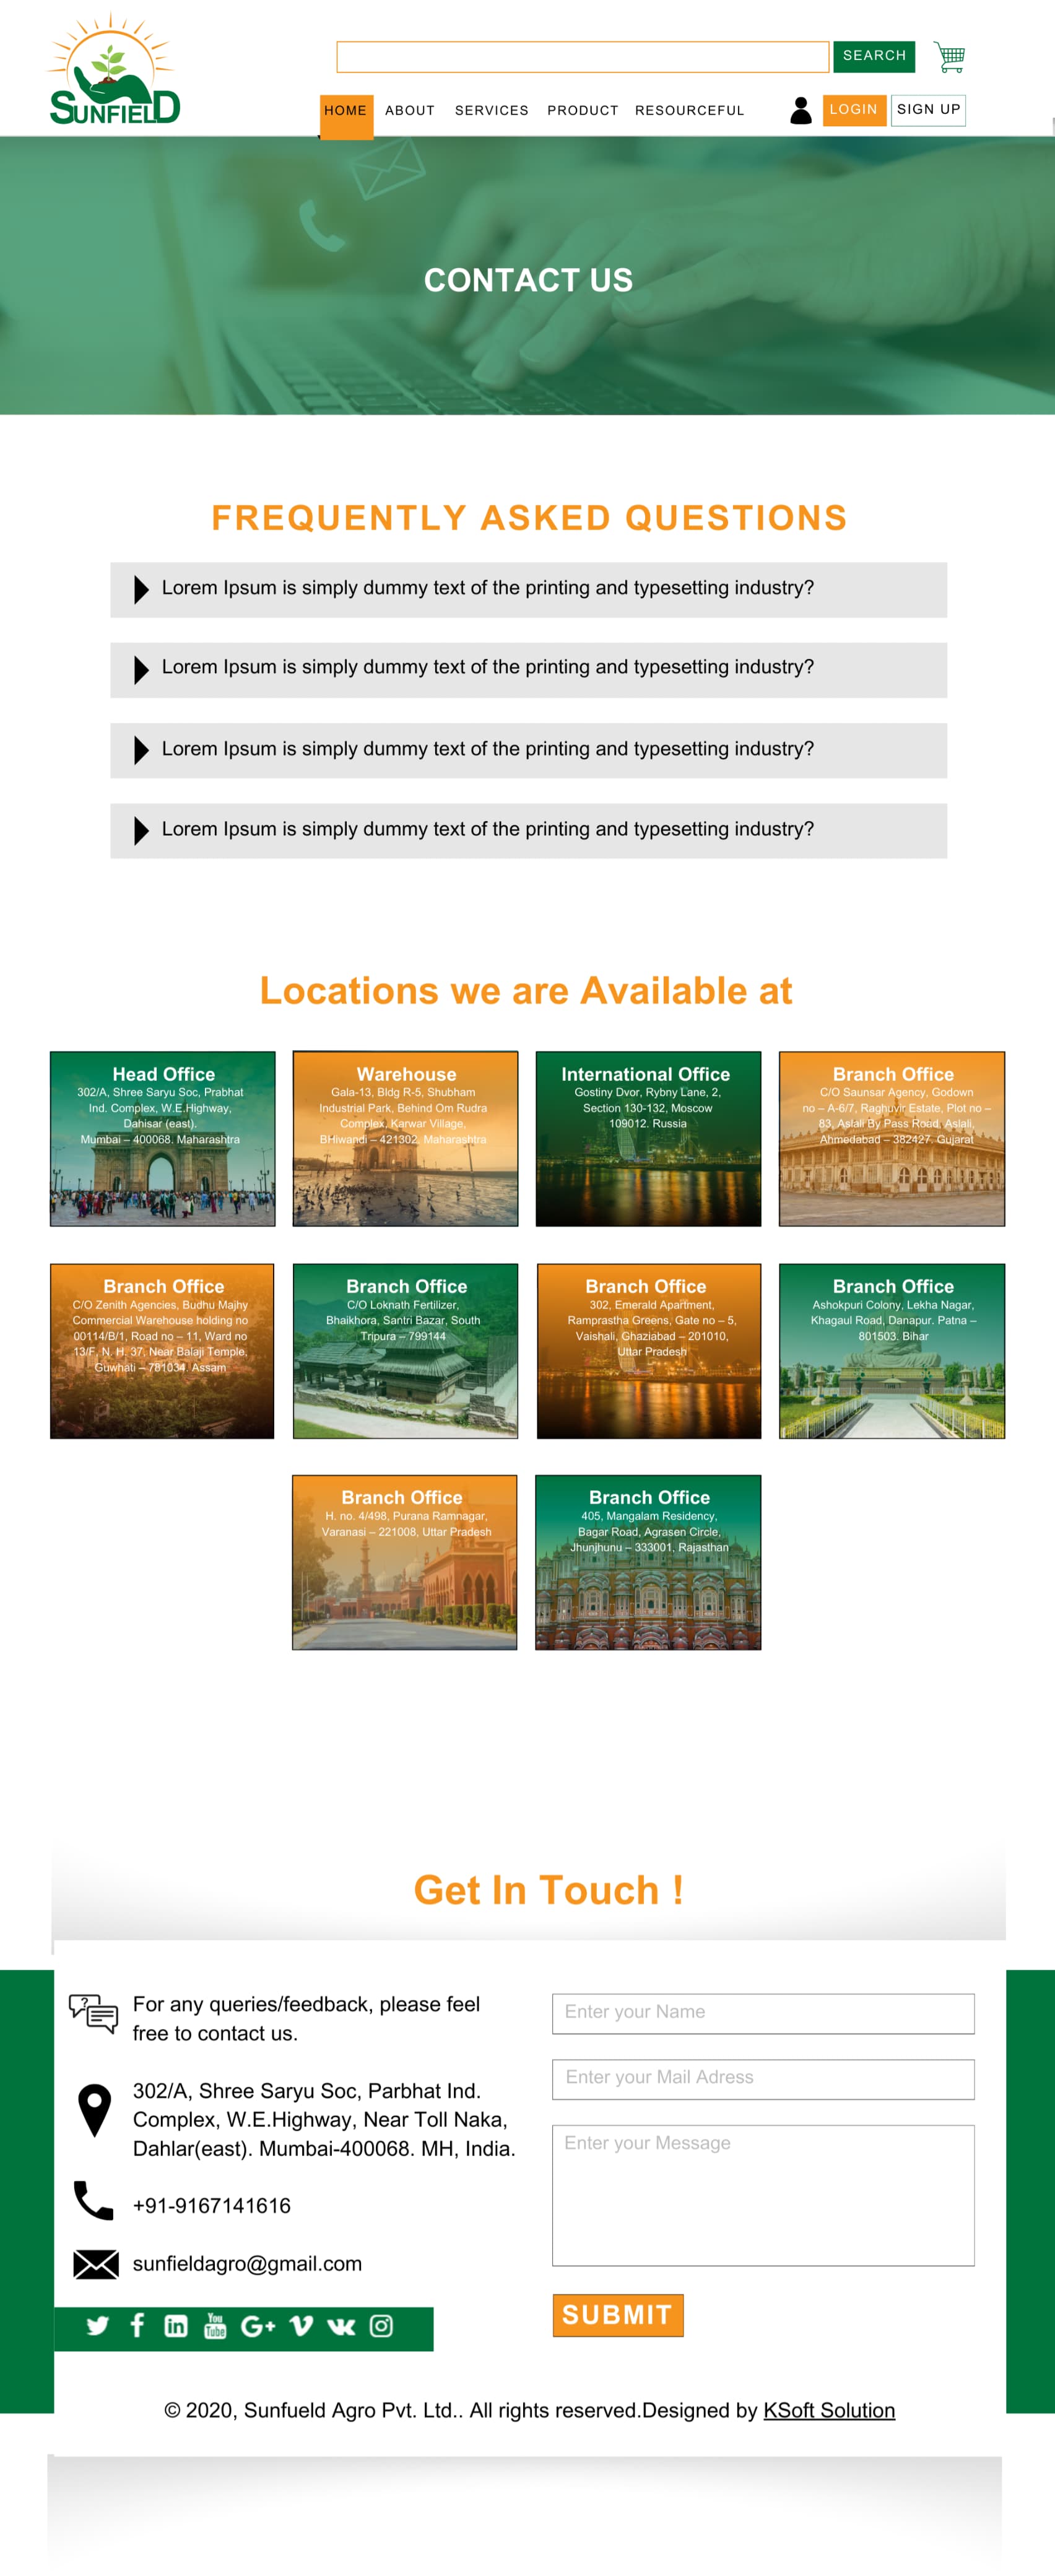 SUNFIELD
SEARCH
HOME ABOUT SERVICES PRODUCT RESOURCEFUL LOGIN SIGN UP
CONTACT US
FREQUENTLY ASKED QUESTIONS
Lorem Ipsum is simply dummy text of the printing and typesetting industry?
Lorem Ipsum is simply dummy text of the printing and typesetting industry?
Lorem Ipsum is simply dummy text of the printing and typesetting industry?
Lorem Ipsum is simply dummy text of the printing and typesetting industry?
Locations we are Available at
Head Office
302/A, Shree Saryu Soc, Prabhat
Ind. Complex, W.E.Highway,
Dahisar (east).
Mumbai – 400068. Maharashtra
Warehouse
Gala-13, Bldg R-5, Shubham
Industrial Park, Behind Om Rudra
Complex, Karwar Village,
BHiwandi – 421302. Maharashtra
International Office
Gostiny Dvor, Rybny Lane, 2,
Section 130-132, Moscow
109012. Russia
Branch Office
C/O Saunsar Agency, Godown
no – A-6/7, Raghuvir Estate, Plot no –
83, Aslali By Pass Road, Aslali,
Ahmedabad – 382427. Gujarat
Branch Office
C/O Zenith Agencies, Budhu Majhy
Commercial Warehouse holding no
00114/B/1, Road no – 11, Ward no
13/F, N. H. 37, Near Balaji Temple,
Guwhati – 781034. Assam
Branch Office
C/O Loknath Fertilizer,
Bhaikhora, Santri Bazar, South
Tripura – 799144
Branch Office
302, Emerald Apartment,
Ramprastha Greens, Gate no – 5,
Vaishali, Ghaziabad – 201010,
Uttar Pradesh
Branch Office
Ashokpuri Colony, Lekha Nagar,
Khagaul Road, Danapur. Patna –
801503. Bihar
Branch Office
H. no. 4/498, Purana Ramnagar,
Varanasi – 221008, Uttar Pradesh
Branch Office
405, Mangalam Residency,
Bagar Road, Agrasen Circle,
Jhunjhunu – 333001, Rajasthan
Get In Touch !
For any queries/feedback, please feel
free to contact us.
302/A, Shree Saryu Soc, Parbhat Ind.
Complex, W.E.Highway, Near Toll Naka,
Dahlar(east). Mumbai-400068. MH, India.
+91-9167141616
sunfieldagro@gmail.com
You
Tube
Enter your Name
Enter your Mail Adress
Enter your Message
SUBMIT
© 2020, Sunfueld Agro Pvt. Ltd.. All rights reserved.Designed by KSoft Solution